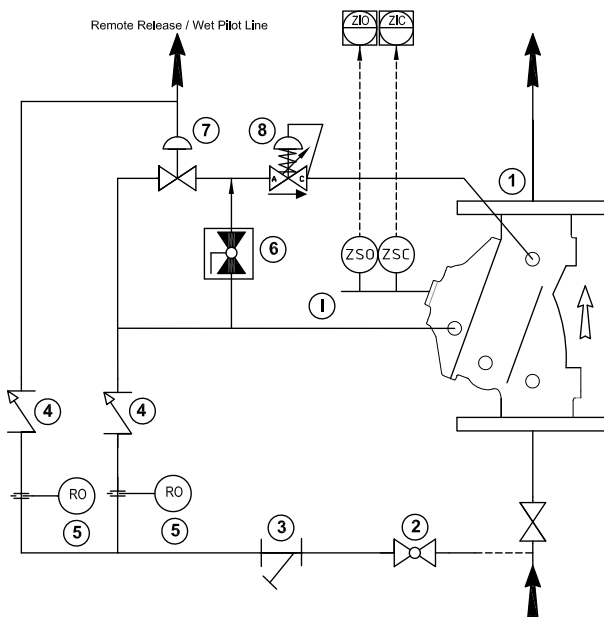 Remote Release / Wet Pilot Line
ZIO
ZIC
7
8
A
C
1
6
ZSO
ZSC
I
4
4
RO
RO
5
5
3
2